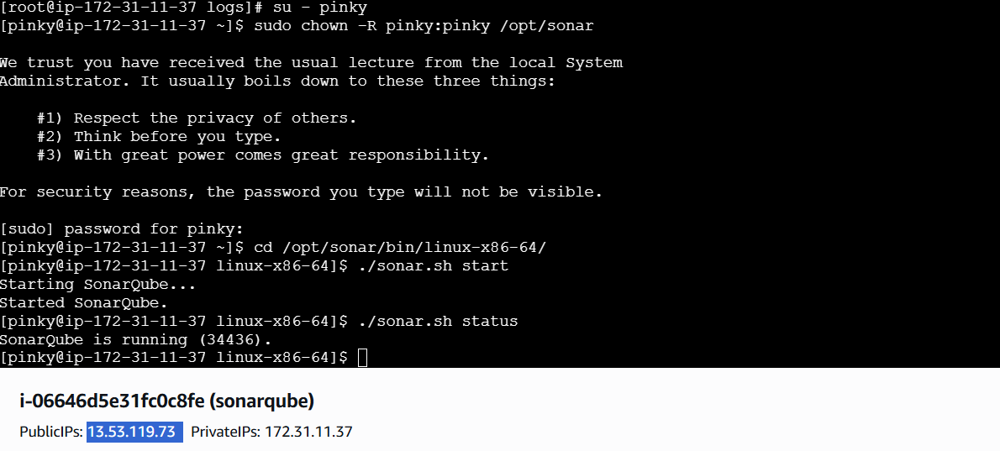 [root@ip-172-31-11-37 logs]# su - pinky
[pinky@ip-172-31-11-37 ~]$ sudo chown -R pinky:pinky /opt/sonar
We trust you have received the usual lecture from the local System
Administrator. It usually boils down to these three things:
#1) Respect the privacy of others.
#2) Think before you type.
#3) With great power comes great responsibility.
For security reasons, the password you type will not be visible.
[sudo] password for pinky:
[pinky@ip-172-31-11-37 ~]$ cd /opt/sonar/bin/linux-x86-64/
[pinky@ip-172-31-11-37 linux-x86-64]$ ./sonar.sh start
Starting SonarQube...
Started SonarQube.
[pinky@ip-172-31-11-37 linux-x86-64]$ ./sonar.sh status
SonarQube is running (34436).
[pinky@ip-172-31-11-37 linux-x86-64]$
i-06646d5e31fc0c8fe (sonarqube)
PublicIPs: 13.53.119.73 PrivateIPs: 172.31.11.37